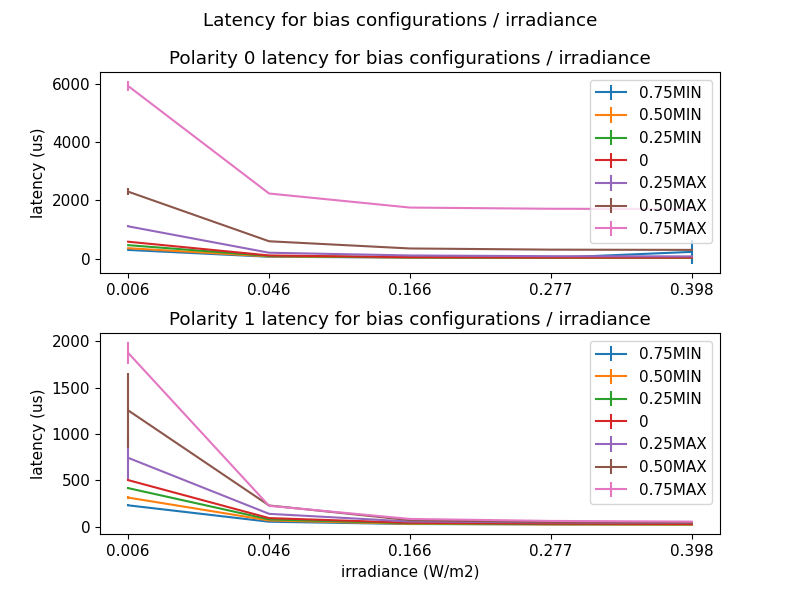 Latency for bias configurations / irradiance
Polarity 0 latency for bias configurations / irradiance
latency (us)
6000
4000
2000
0
0.006 0.046 0.166 0.277 0.398
0.75MIN
0.50MIN
0.25MIN
0
0.25MAX
0.50MAX
0.75MAX
Polarity 1 latency for bias configurations / irradiance
latency (us)
2000
1500
1000
500
0
0.006 0.046 0.166 0.277 0.398
irradiance (W/m2)
0.75MIN
0.50MIN
0.25MIN
0
0.25MAX
0.50MAX
0.75MAX